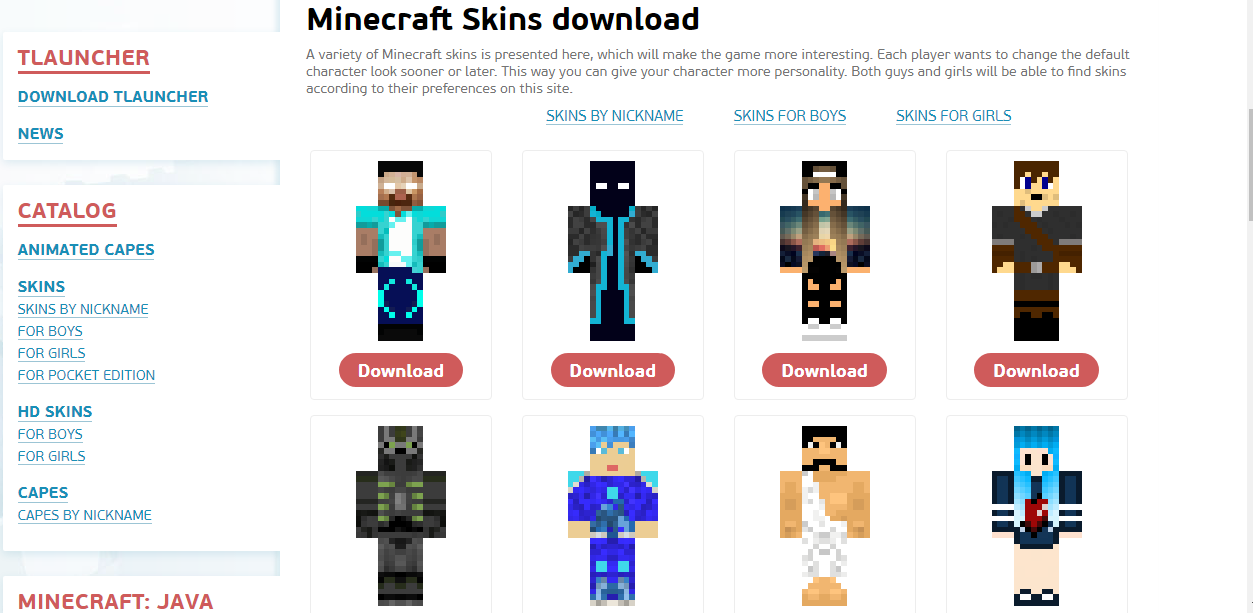 Minecraft Skins download
A variety of Minecraft skins is presented here, which will make the game more interesting. Each player wants to change the default
character look sooner or later. This way you can give your character more personality. Both guys and girls will be able to find skins
according to their preferences on this site.
SKINS BY NICKNAME
SKINS FOR BOYS
SKINS FOR GIRLS
TLAUNCHER
DOWNLOAD TLAUNCHER
NEWS
CATALOG
ANIMATED CAPES
SKINS
SKINS BY NICKNAME
FOR BOYS
FOR GIRLS
FOR POCKET EDITION
HD SKINS
FOR BOYS
FOR GIRLS
CAPES
CAPES BY NICKNAME
MINECRAFT: JAVA
Download
Download
Download
Download